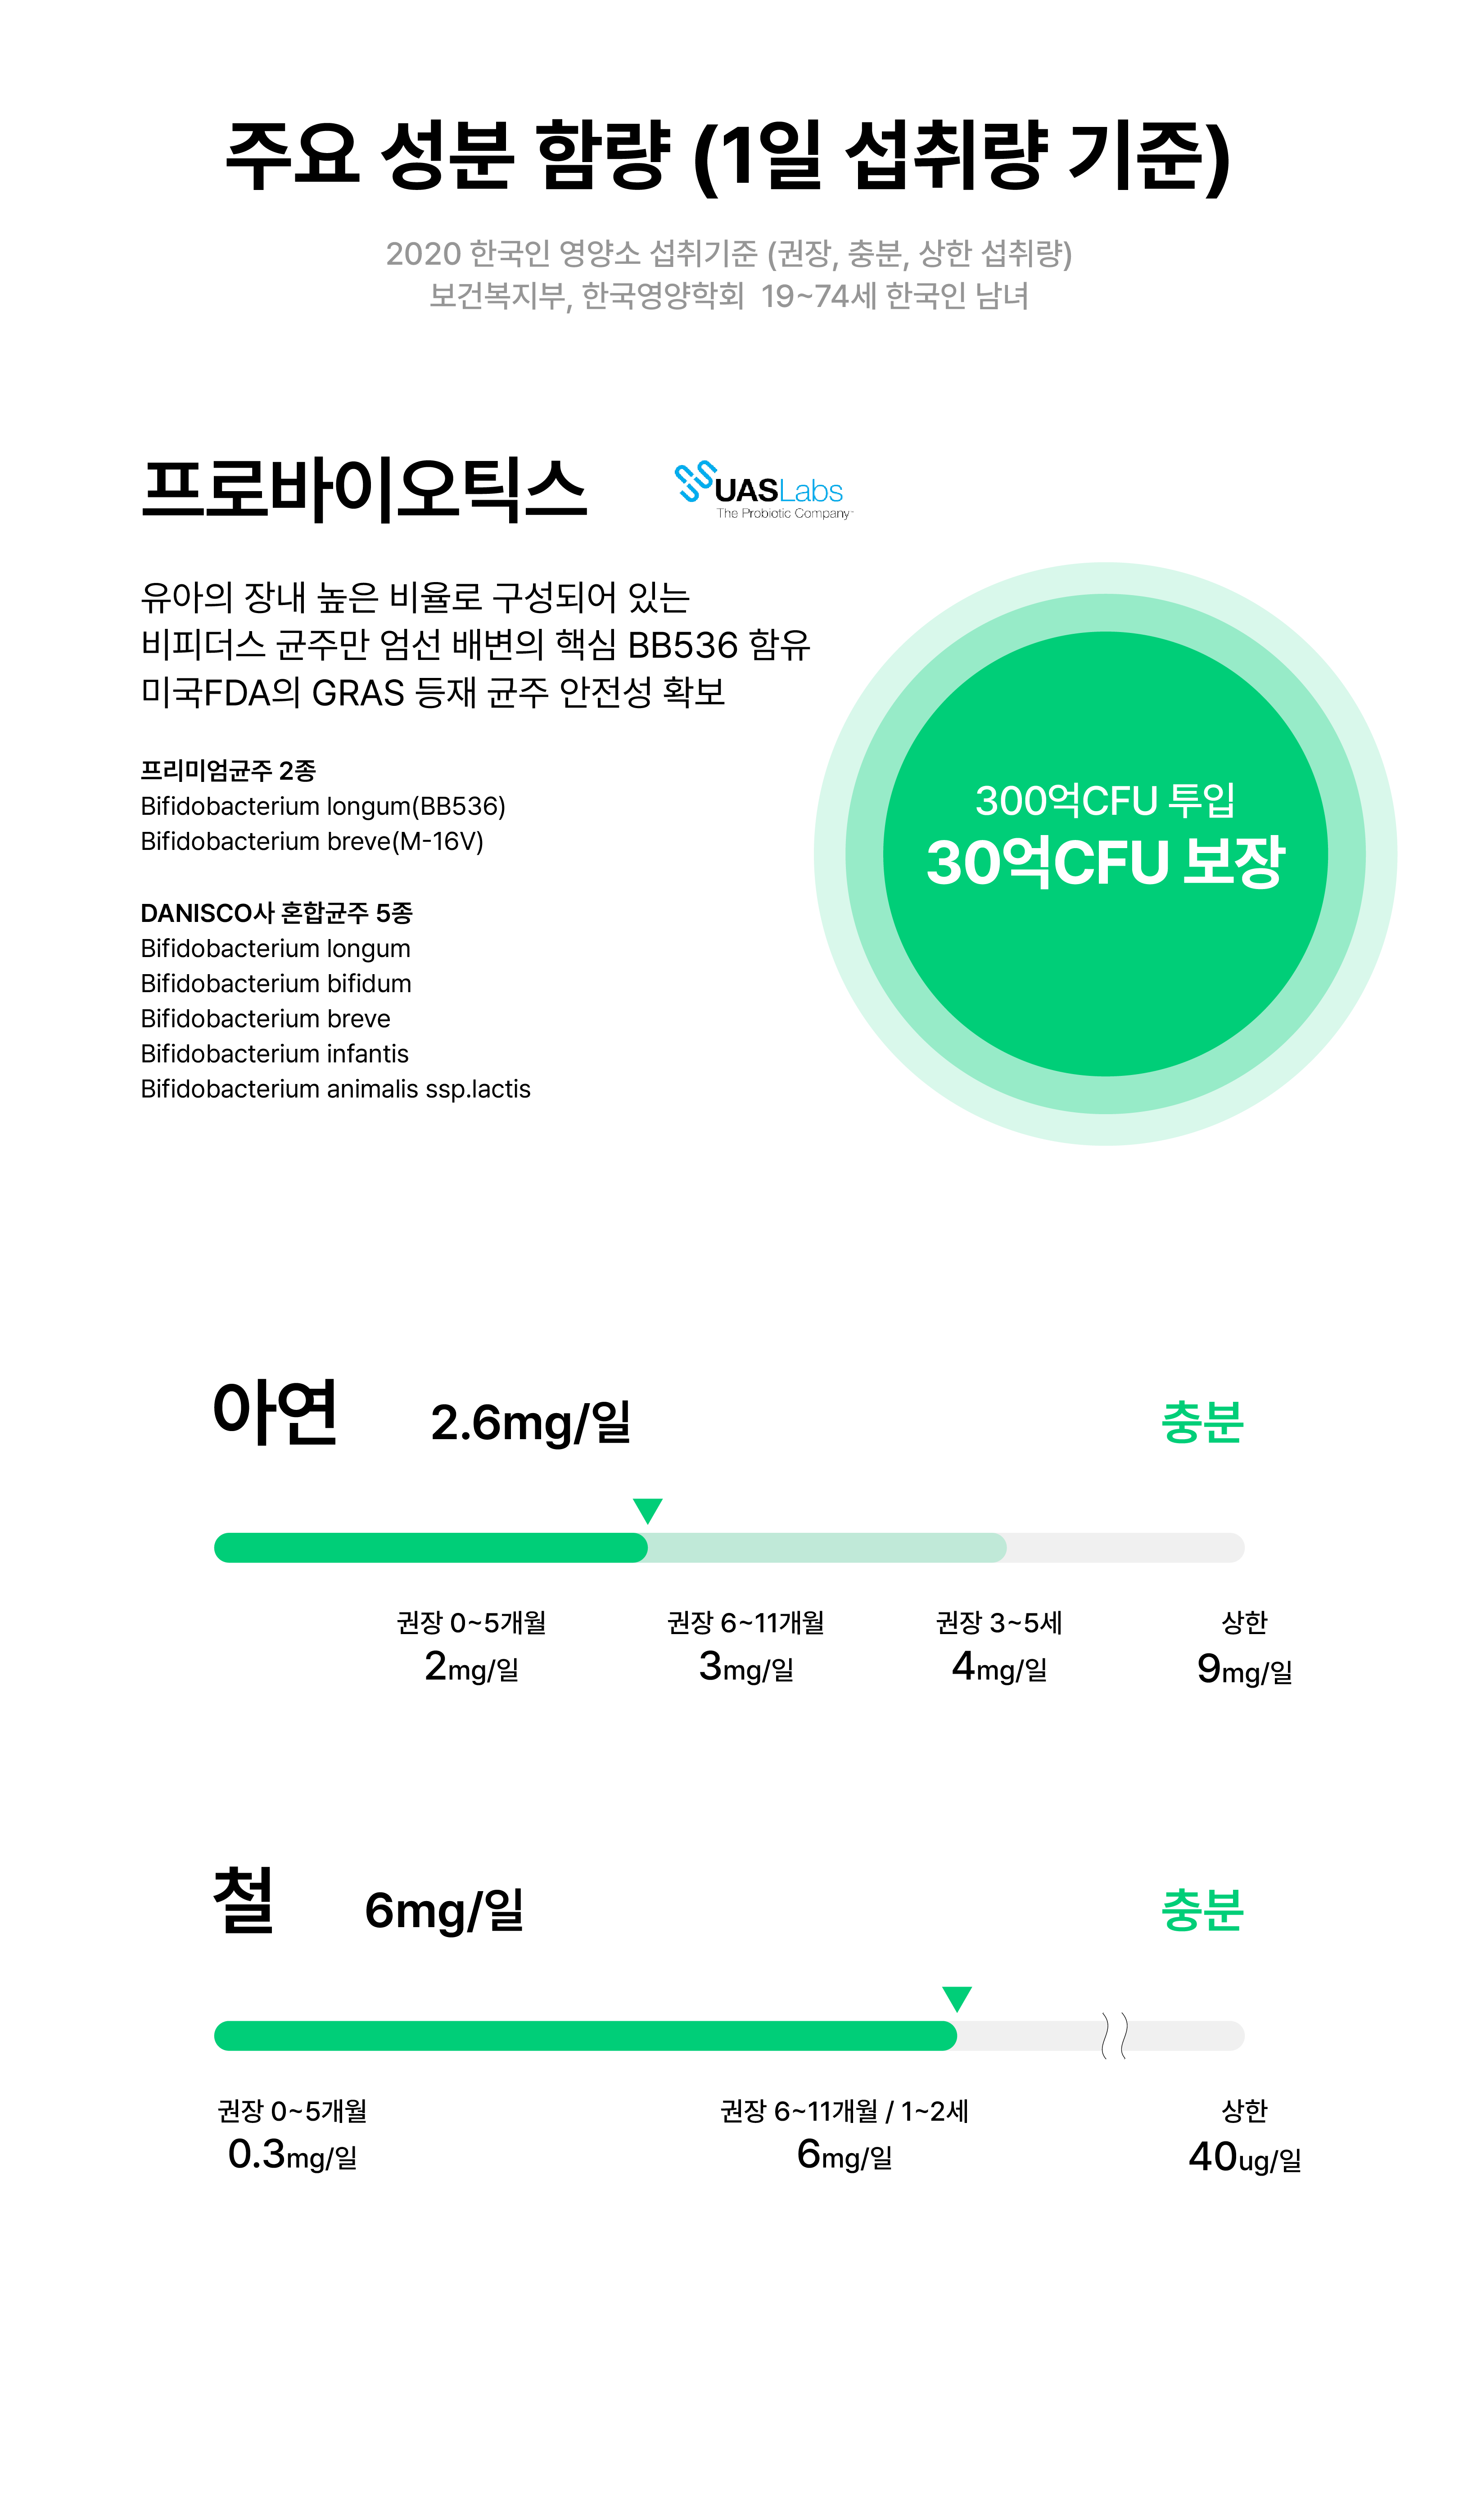 주요 성분 함량 (1일 섭취량 기준)
2020 한국인 영양소 섭취기준 (권장, 충분, 상한 섭취량)
보건복지부, 한국영양학회 19~74세 한국인 남녀
프로바이오틱스
UASLabs
The Probiotic Company™
유아의 장내 높은 비율로 구성되어 있는
비피더스 균주만 엄선 배변의 핵심 BB536 함유
미국FDA의 GRAS 등재 균주 안전성 확보
프리미엄균주 2종
Bifidobacterium longum(BB536)
Bifidobacterium breve(M-16V)
DANISCO사 혼합균주 5종
Bifidobacterium longum
Bifidobacterium bifidum
Bifidobacterium breve
Bifidobacterium infantis
Bifidobacterium animalis ssp.lactis
300억CFU 투입
30억CFU 보장
아연 2.6mg/일 충분
권장 0~5개월 권장 6~11개월 권장 3~5세 상한
2mg/일 3mg/일 4mg/일 9mg/일
철 6mg/일 충분
권장 0~5개월 권장 6~11개월 / 1~2세 상한
0.3mg/일 6mg/일 40ug/일